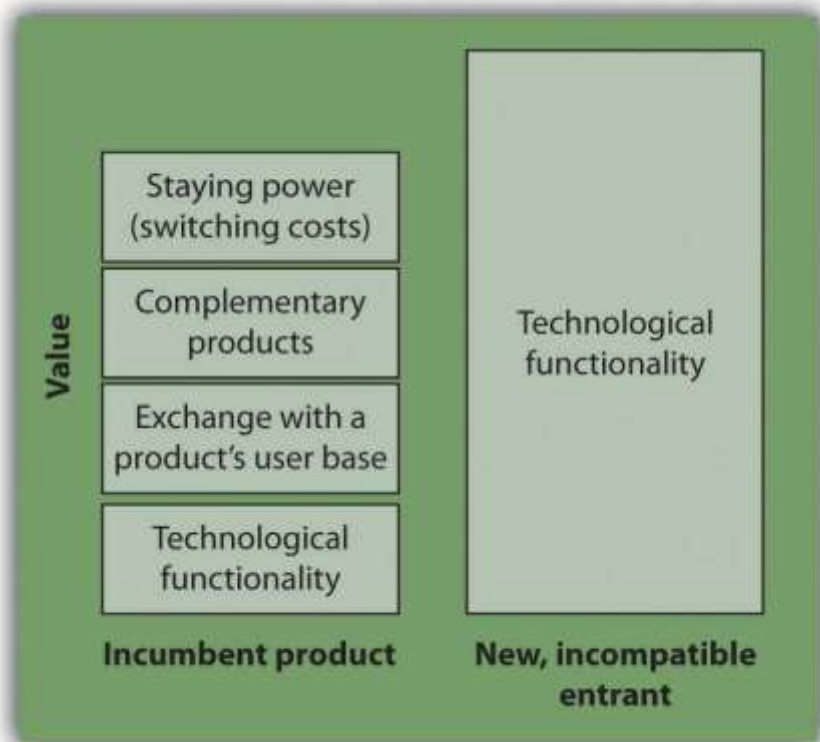 Value
Staying power
(switching costs)
Complementary
products
Exchange with a
product's user base
Technological
functionality
Incumbent product
Technological
functionality
New, incompatible
entrant